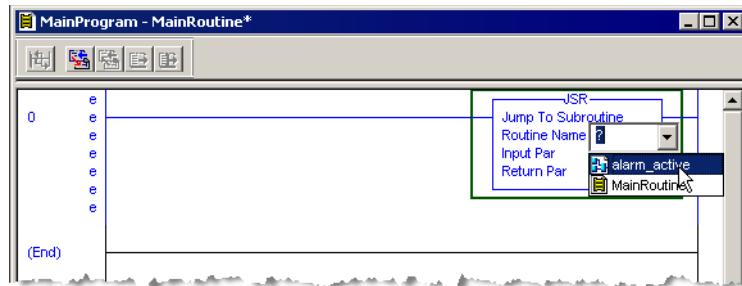 MainProgram - MainRoutine*
e
0 e
e
e
e
e
e
JSR
Jump To Subroutine
Routine Name ?
Input Par
Return Par
alarm_active
MainRoutine
(End)